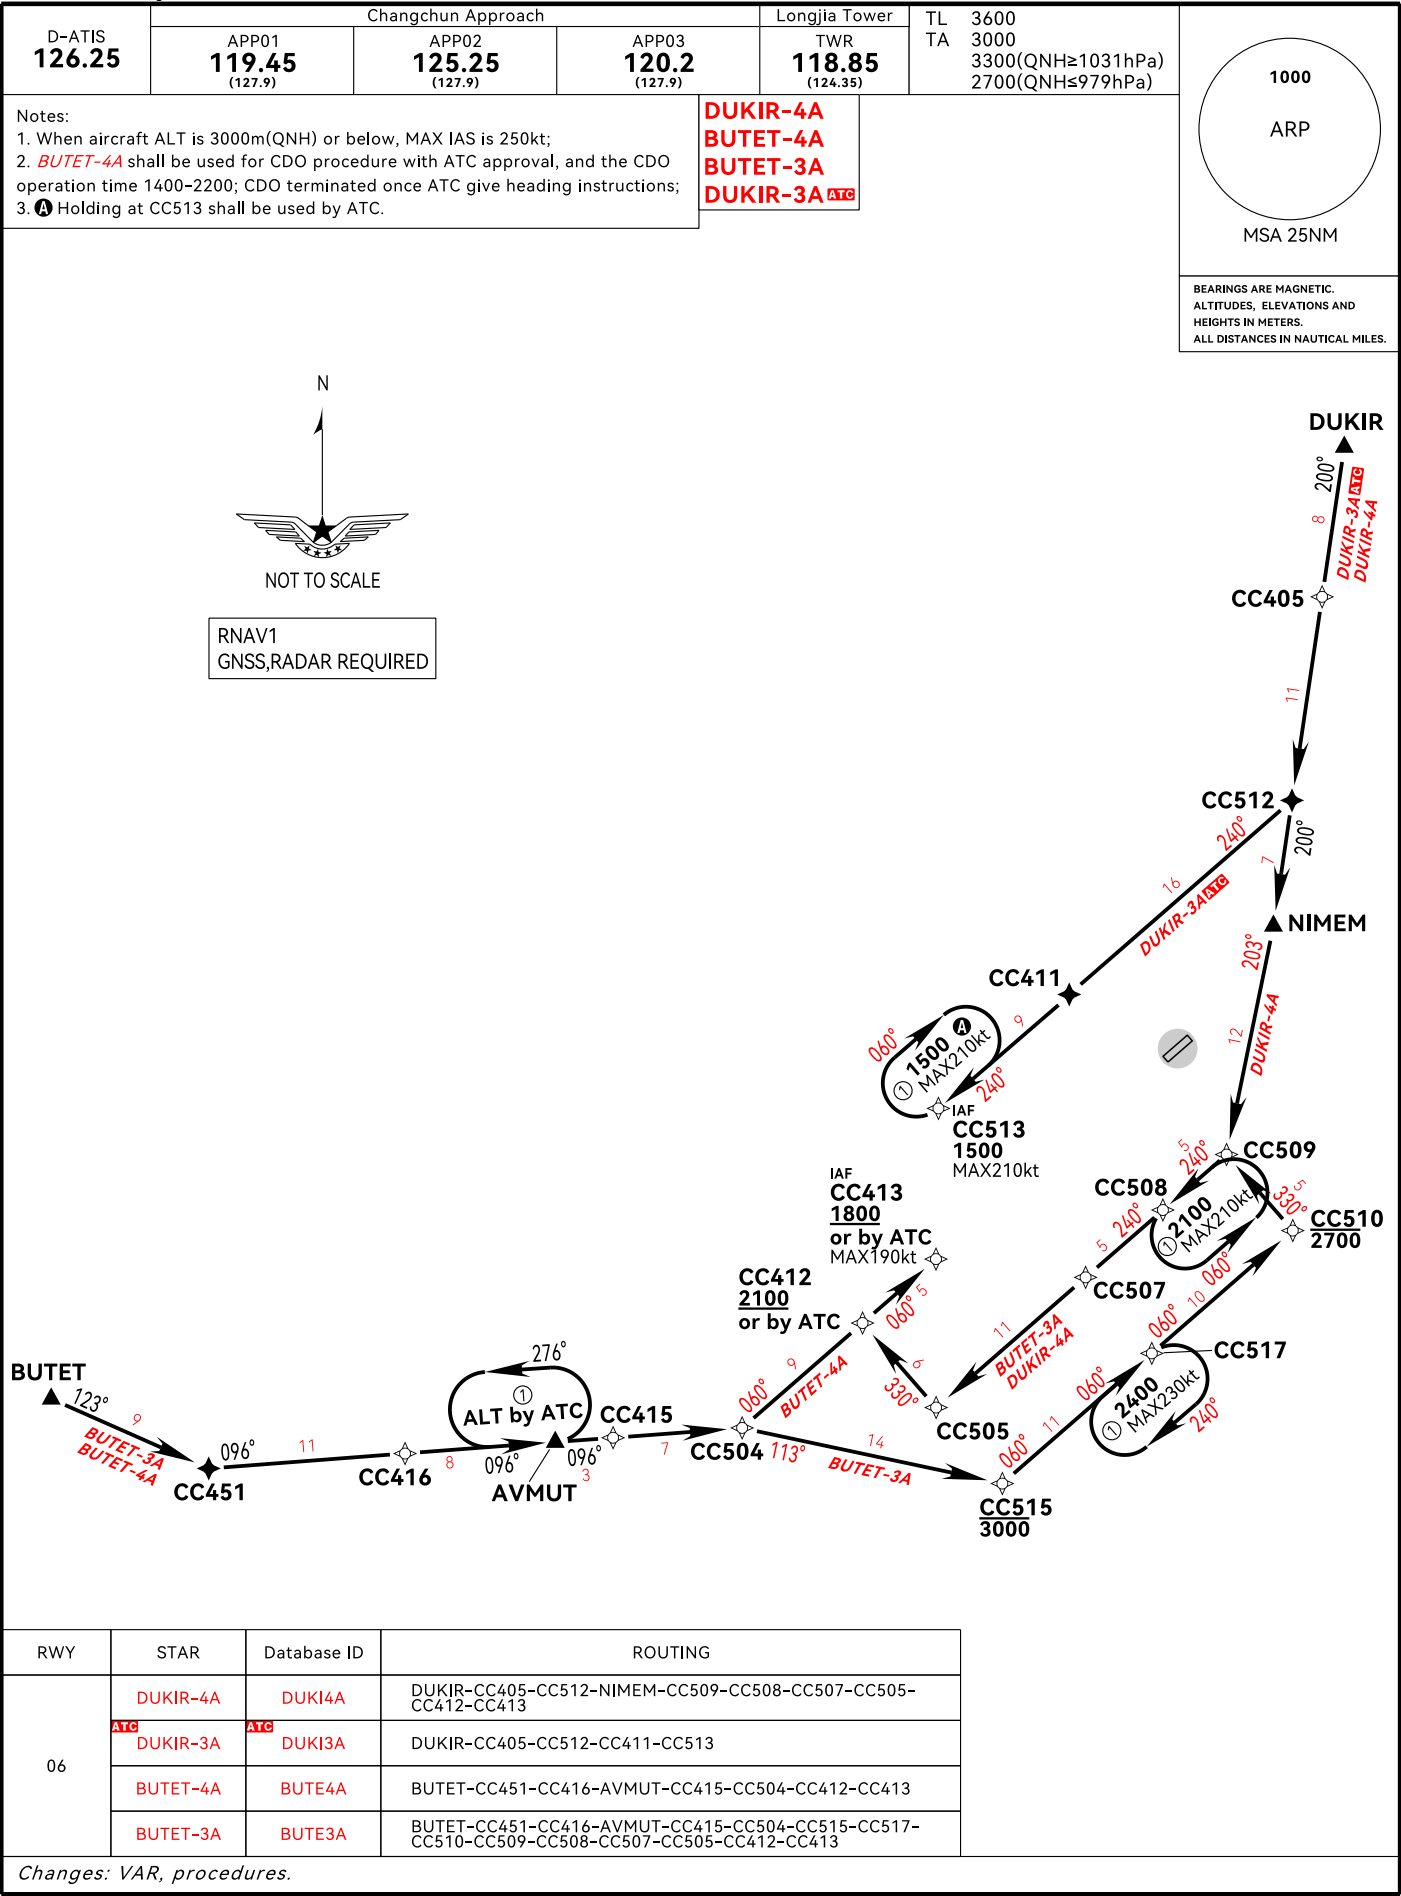 D-ATIS
126.25
Changchun Approach
APP01
119.45
(127.9)
APP02
125.25
(127.9)
APP03
120.2
(127.9)
Longjia Tower
TWR
118.85
(124.35)
TL 3600
TA 3000
3300(QNH≥1031hPa)
2700(QNH≤979hPa)
1000
ARP
MSA 25NM
BEARINGS ARE MAGNETIC.
ALTITUDES, ELEVATIONS AND
HEIGHTS IN METERS.
ALL DISTANCES IN NAUTICAL MILES.
Notes:
1. When aircraft ALT is 3000m(QNH) or below, MAX IAS is 250kt;
2. BUTET-4A shall be used for CDO procedure with ATC approval, and the CDO
operation time 1400-2200; CDO terminated once ATC give heading instructions;
3. A Holding at CC513 shall be used by ATC.
DUKIR-4A
BUTET-4A
BUTET-3A
DUKIR-3A ATC
N
NOT TO SCALE
RNAV1
GNSS,RADAR REQUIRED
DUKIR
200°
8
DUKIR-3A ATC
DUKIR-4A
CC405
11
CC512
240°
200°
7
16
DUKIR-3A ATC
NIMEM
203°
12
DUKIR-4A
CC411
9
240°
060°
A
1500
MAX210kt
①
IAF
CC513
1500
MAX210kt
CC509
5
240°
CC508
240°
2100
MAX210kt
①
060°
5
330°
CC510
2700
5
CC507
11
BUTET-3A
DUKIR-4A
10
060°
CC517
IAF
CC413
1800
or by ATC
MAX190kt
5
060°
CC412
2100
or by ATC
9
060°
BUTET-4A
6
330°
CC505
060°
11
060°
2400
MAX230kt
①
240°
BUTET
123°
9
BUTET-3A
BUTET-4A
CC451
096°
11
CC416
8
096°
276°
①
ALT by ATC
AVMUT
096°
3
CC415
7
CC504
113°
14
BUTET-3A
CC515
3000
RWY STAR Database ID ROUTING
06
DUKIR-4A DUKI4A DUKIR-CC405-CC512-NIMEM-CC509-CC508-CC507-CC505-
CC412-CC413
ATC DUKIR-3A ATC DUKI3A DUKIR-CC405-CC512-CC411-CC513
BUTET-4A BUTE4A BUTET-CC451-CC416-AVMUT-CC415-CC504-CC412-CC413
BUTET-3A BUTE3A BUTET-CC451-CC416-AVMUT-CC415-CC504-CC515-CC517-
CC510-CC509-CC508-CC507-CC505-CC412-CC413
Changes: VAR, procedures.